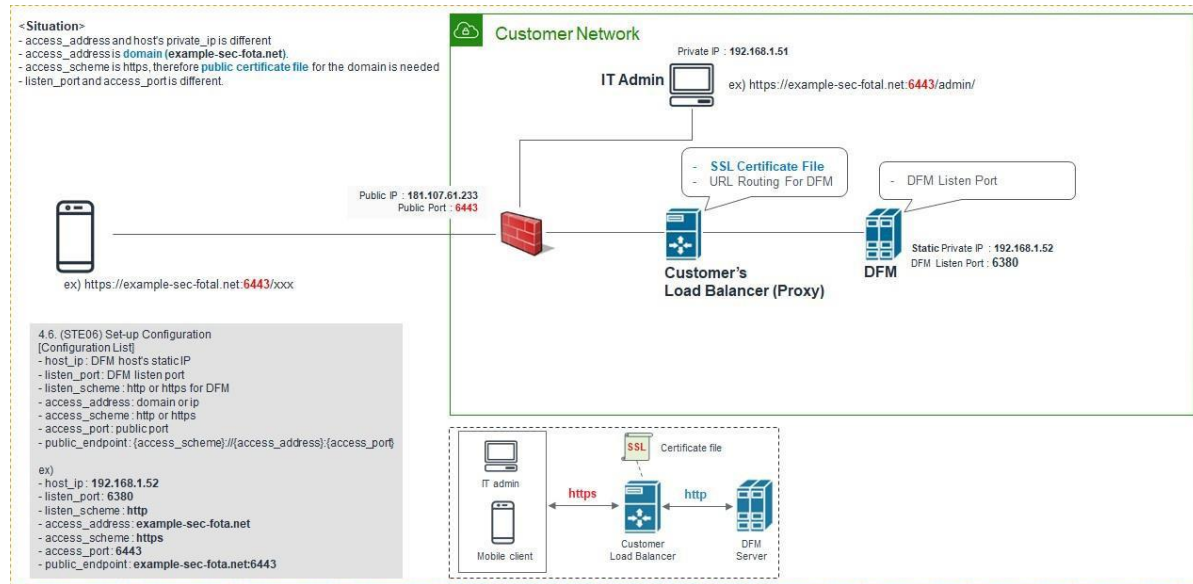 <Situation>
- access_address and host's private_ip is different
- access_address is domain (example-sec-fota.net).
- access_scheme is https, therefore public certificate file for the domain is needed
- listen_port and access_port is different.
Customer Network
Private IP : 192.168.1.51
IT Admin
ex) https://example-sec-fotal.net:6443/admin/
- SSL Certificate File
- URL Routing For DFM
- DFM Listen Port
Public IP : 181.107.61.233
Public Port : 6443
Static Private IP : 192.168.1.52
DFM Listen Port : 6380
Customer's
Load Balancer (Proxy)
DFM
ex) https://example-sec-fotal.net:6443/xxx
4.6. (STE06) Set-up Configuration
[Configuration List]
- host_ip : DFM host's static IP
- listen_port : DFM listen port
- listen_scheme : http or https for DFM
- access_address : domain or ip
- access_scheme : http or https
- access_port : public port
- public_endpoint : {access_scheme}://{access_address}:{access_port}
ex)
- host_ip : 192.168.1.52
- listen_port : 6380
- listen_scheme : http
- access_address : example-sec-fota.net
- access_scheme : https
- access_port : 6443
- public_endpoint : example-sec-fota.net:6443
SSL
Certificate file
IT admin
https
http
Mobile client
Customer
Load Balancer
DFM
Server